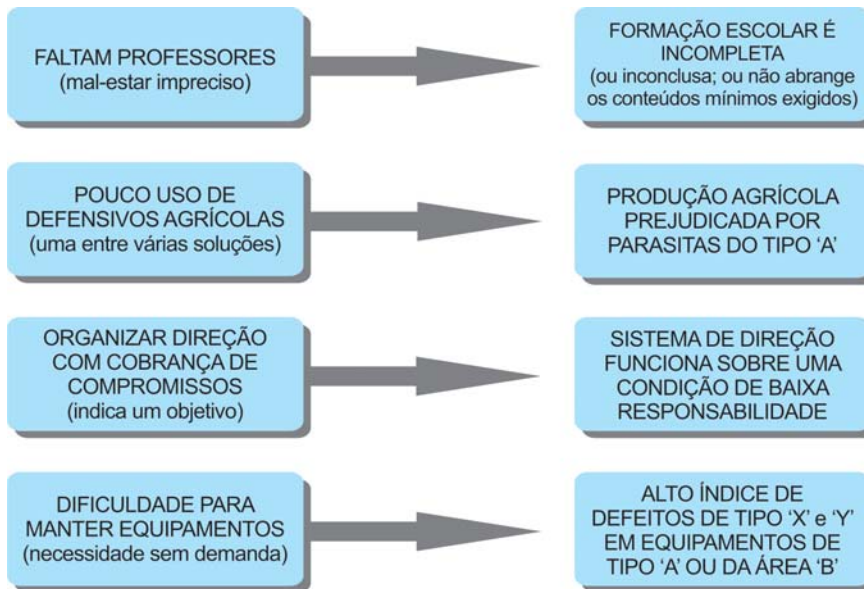 FALTAM PROFESSORES
(mal-estar impreciso)
FORMAÇÃO ESCOLAR É
INCOMPLETA
(ou inconclusa; ou não abrange
os conteúdos mínimos exigidos)
POUCO USO DE
DEFENSIVOS AGRÍCOLAS
(uma entre várias soluções)
PRODUÇÃO AGRÍCOLA
PREJUDICADA POR
PARASITAS DO TIPO ‘A’
ORGANIZAR DIREÇÃO
COM COBRANÇA DE
COMPROMISSOS
(indica um objetivo)
SISTEMA DE DIREÇÃO
FUNCIONA SOBRE UMA
CONDIÇÃO DE BAIXA
RESPONSABILIDADE
DIFICULDADE PARA
MANTER EQUIPAMENTOS
(necessidade sem demanda)
ALTO ÍNDICE DE
DEFEITOS DE TIPO ‘X’ e ‘Y’
EM EQUIPAMENTOS DE
TIPO ‘A’ OU DA ÁREA ‘B’